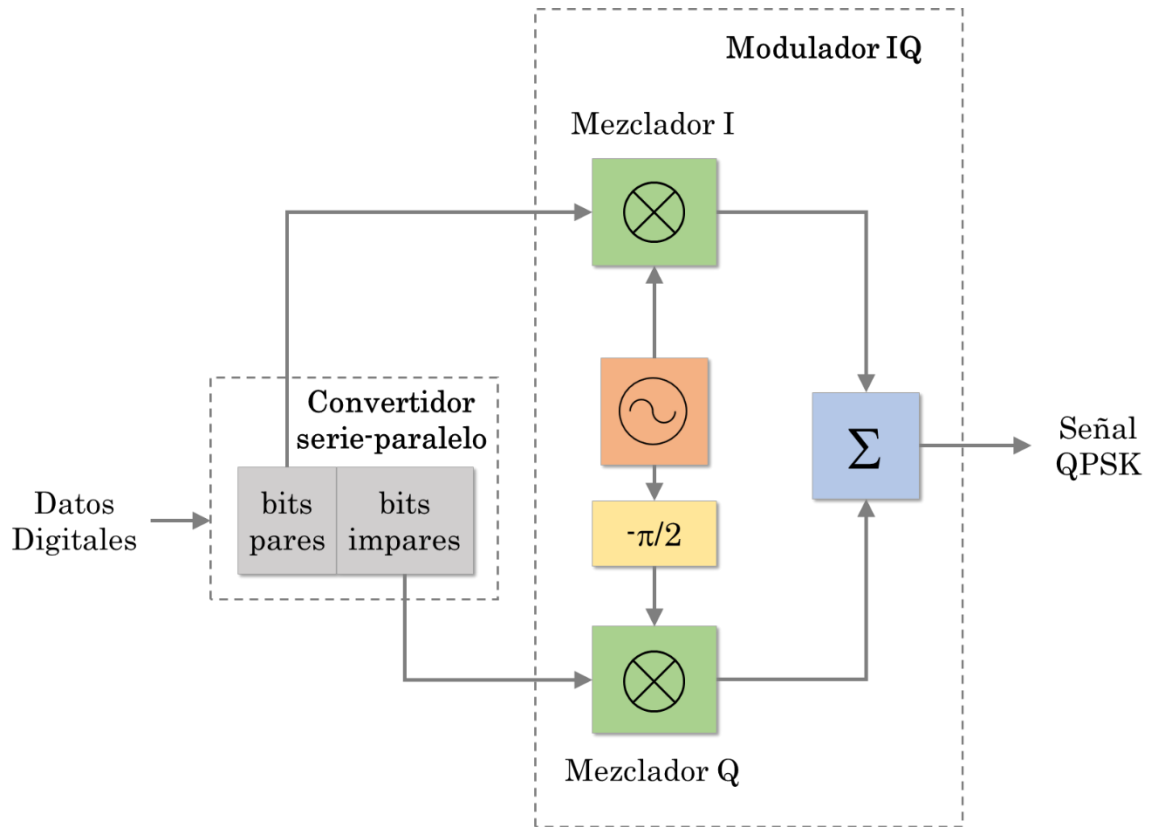 Modulador IQ
Mezclador I
Convertidor
serie-paralelo
Datos
Digitales
bits
pares
bits
impares
-π/2
Σ
Señal
QPSK
Mezclador Q